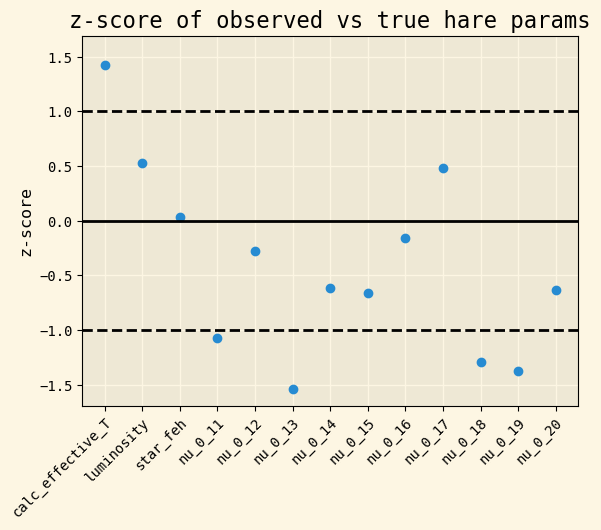 z-score of observed vs true hare params
z-score
1.5
1.0
0.5
0.0
−0.5
−1.0
−1.5
calc_effective_T
luminosity
star_feh
nu_0_11
nu_0_12
nu_0_13
nu_0_14
nu_0_15
nu_0_16
nu_0_17
nu_0_18
nu_0_19
nu_0_20